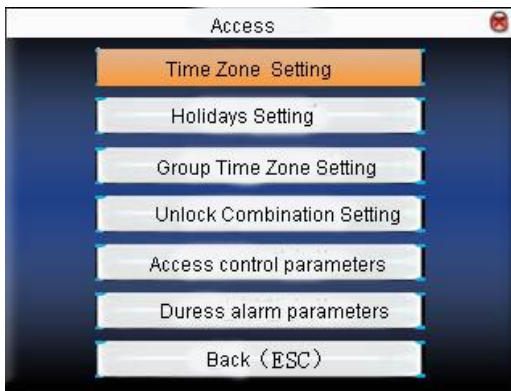 Access
Time Zone Setting
Holidays Setting
Group Time Zone Setting
Unlock Combination Setting
Access control parameters
Duress alarm parameters
Back (ESC)